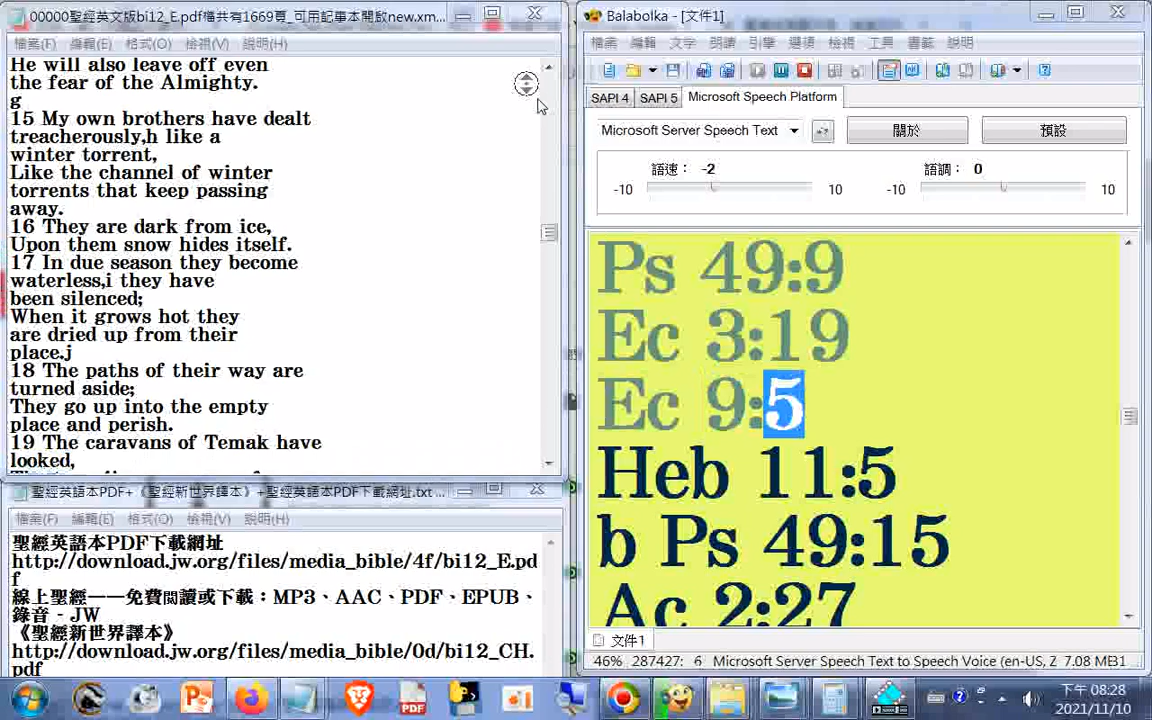 00000聖經英文版bi12_E.pdf檔共有1669頁_可用記事本開啟new.xm...
檔案(F) 編輯(E) 格式(O) 檢視(V) 說明(H)
He will also leave off even
the fear of the Almighty.
g
15 My own brothers have dealt
treacherously,h like a
winter torrent,
Like the channel of winter
torrents that keep passing
away.
16 They are dark from ice,
Upon them snow hides itself.
17 In due season they become
waterless,i they have
been silenced;
When it grows hot they
are dried up from their
place.j
18 The paths of their way are
turned aside;
They go up into the empty
place and perish.
19 The caravans of Temak have
looked,
聖經英語本PDF+《聖經新世界譯本》+聖經英語本PDF下載網址.txt ...
檔案(F) 編輯(E) 格式(O) 檢視(V) 說明(H)
聖經英語本PDF下載網址
http://download.jw.org/files/media_bible/4f/bi12_E.pd
f
線上聖經——免費閱讀或下載：MP3、AAC、PDF、EPUB、
錄音 - JW
《聖經新世界譯本》
http://download.jw.org/files/media_bible/0d/bi12_CH.
pdf
Balabolka - [文件1]
檔案 編輯 文字 朗讀 引擎 選項 檢視 工具 書籤 說明
SAPI 4 SAPI 5 Microsoft Speech Platform
Microsoft Server Speech Text 關於 預設
語速： -2 語調： 0
-10 10 -10 10
Ps 49:9
Ec 3:19
Ec 9:5
Heb 11:5
b Ps 49:15
Ac 2:27
文件1
46% 287427: 6 Microsoft Server Speech Text to Speech Voice (en-US, Z 7.08 MB1
下午 08:28
2021/11/10